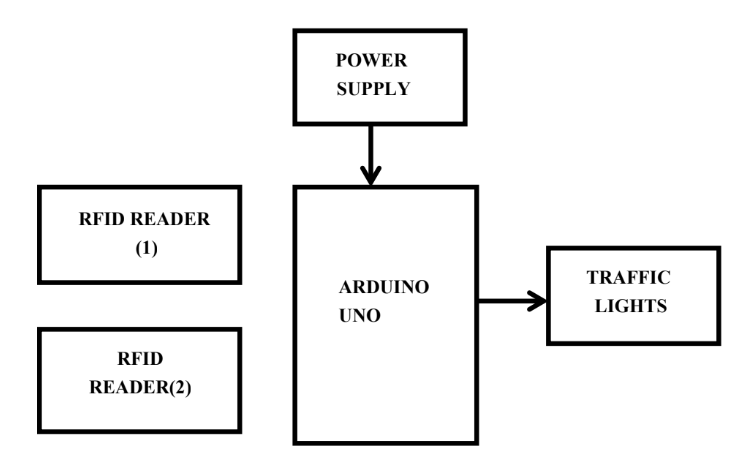 POWER
SUPPLY
RFID READER
(1)
ARDUINO
UNO
TRAFFIC
LIGHTS
RFID
READER(2)